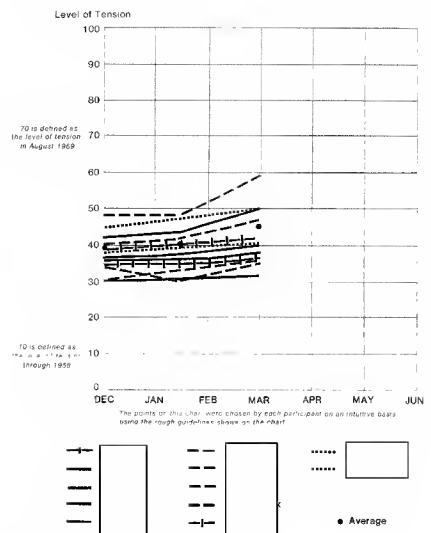 Level of Tension
100
90
80
70
70 is defined as
the level of tension
in August 1969
60
50
40
30
20
10 is defined as
through 1958
10
0
DEC JAN FEB MAR APR MAY JUN
The points on this chart were chosen by each participant on an intuitive basis
using the rough guidelines shown on the chart
Average